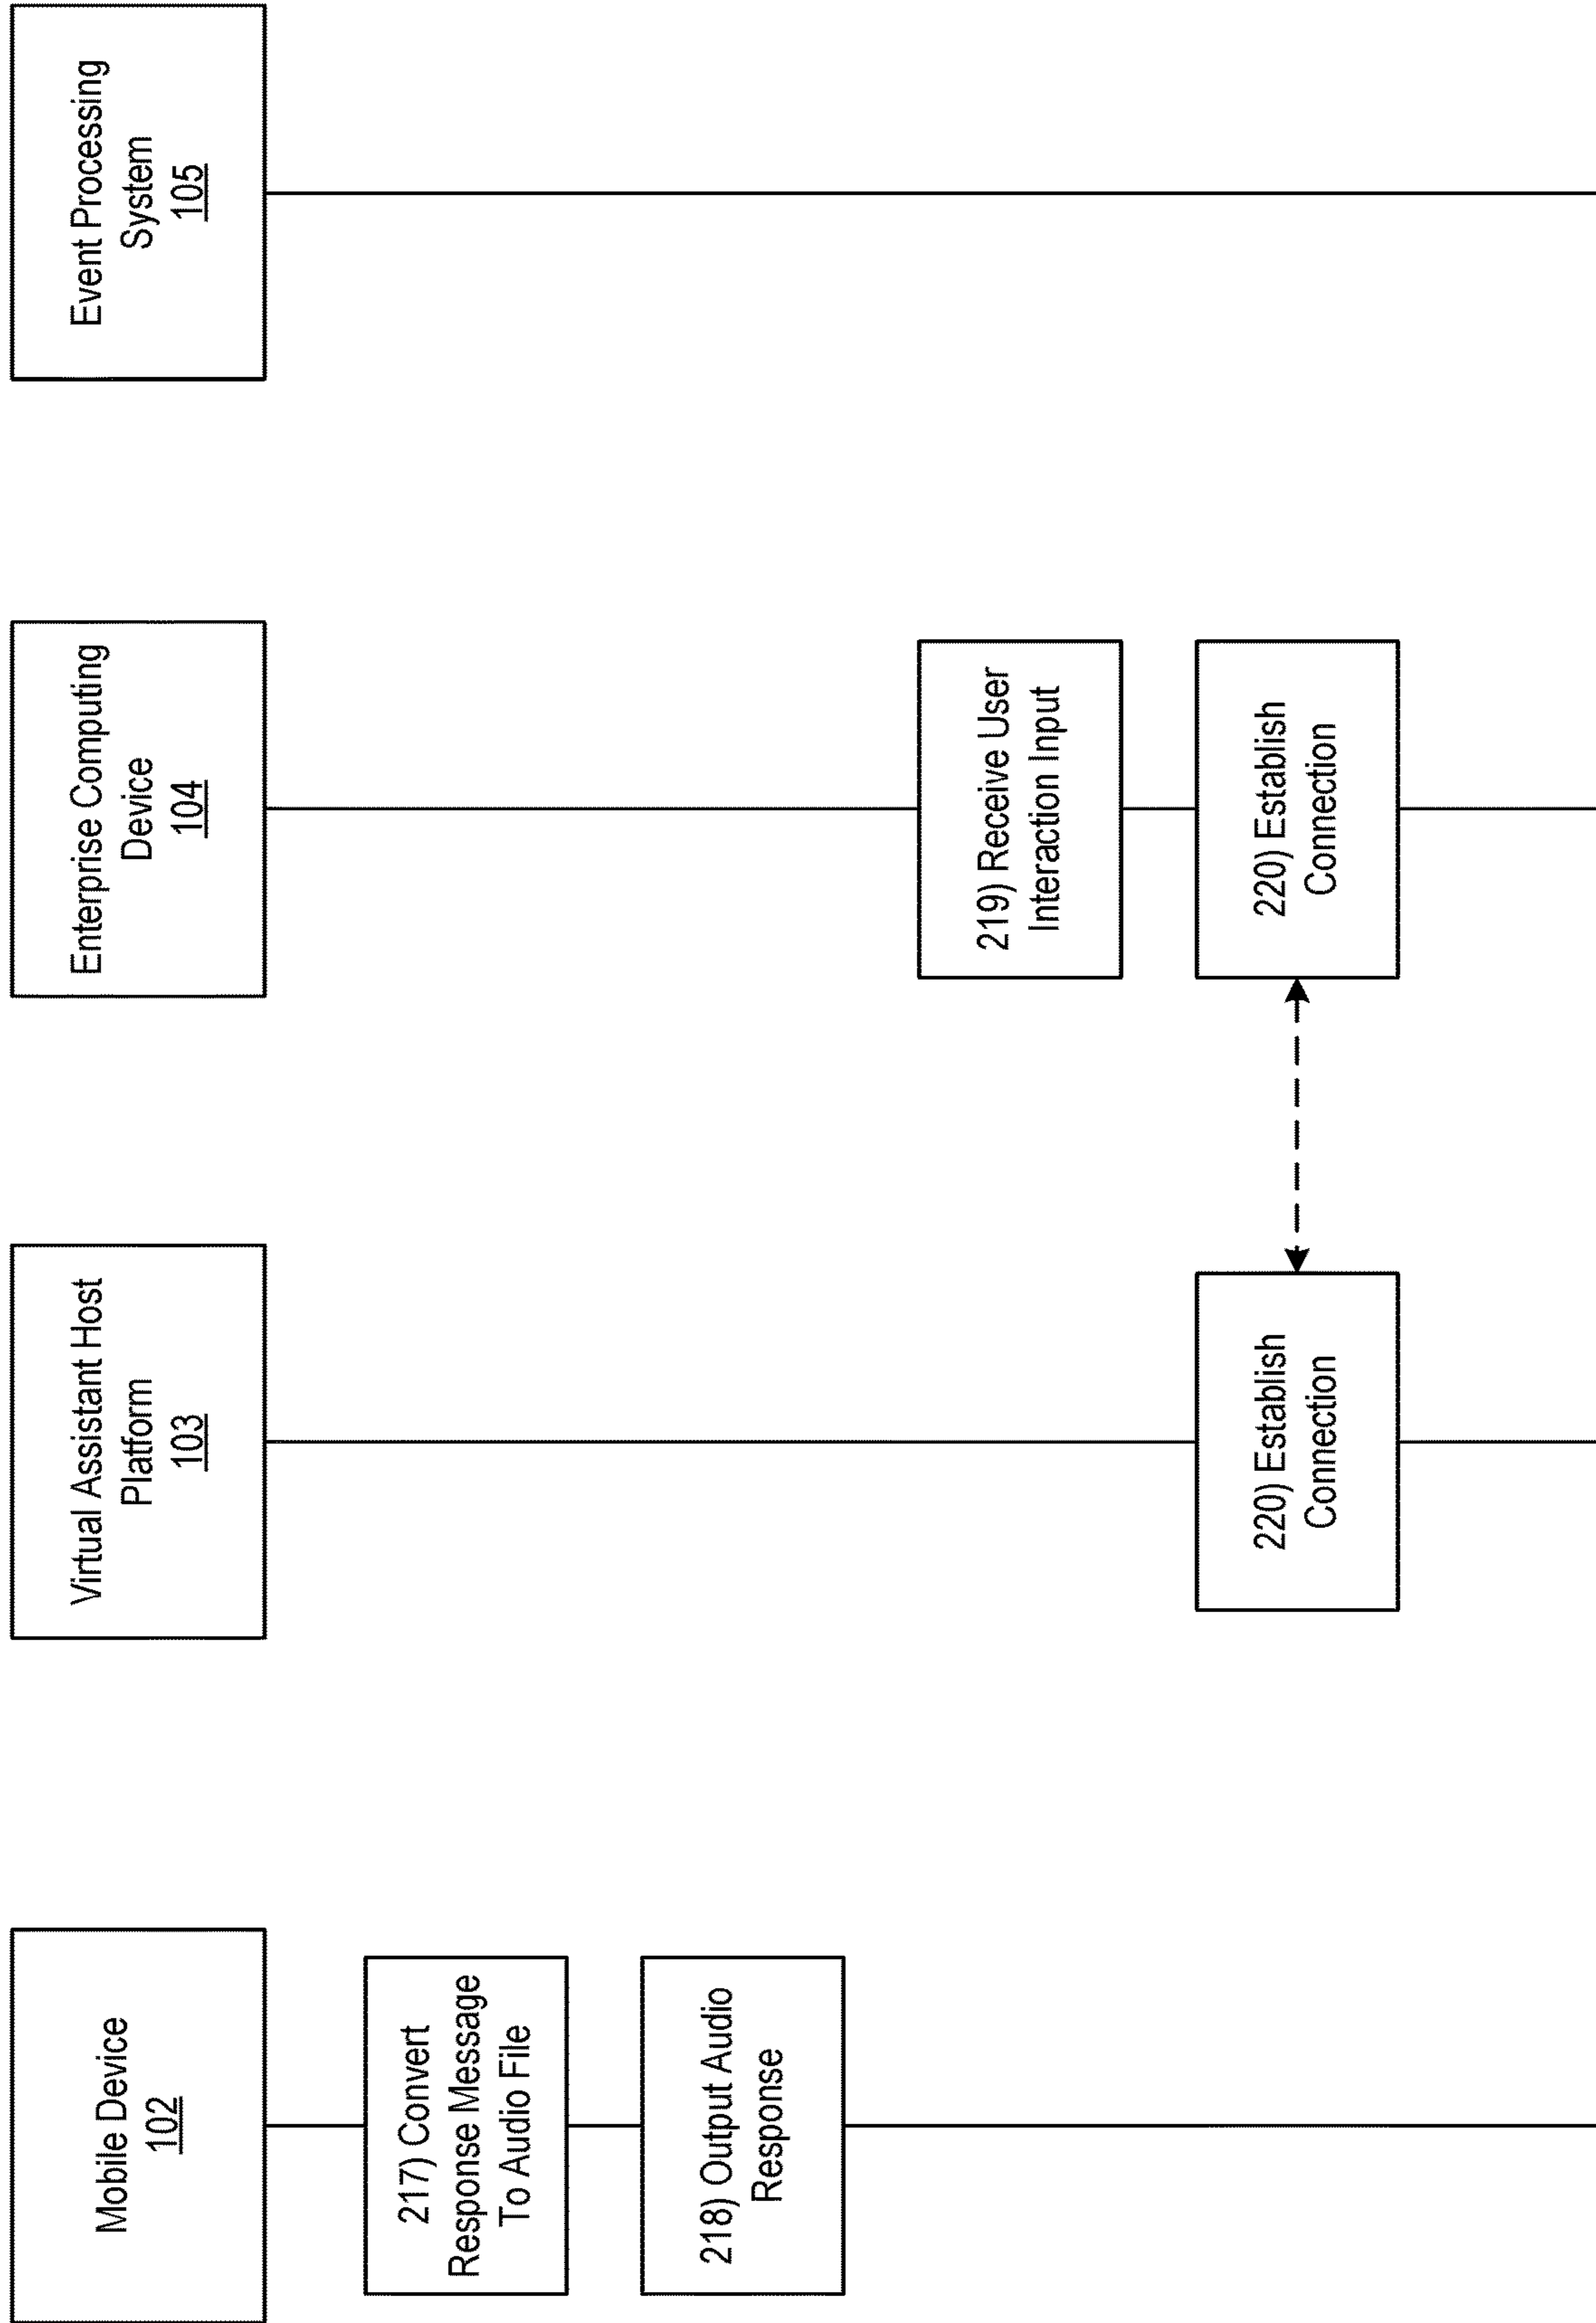 Mobile Device
102
Virtual Assistant Host
Platform
103
Enterprise Computing
Device
104
Event Processing
System
105
217) Convert
Response Message
To Audio File
218) Output Audio
Response
219) Receive User
Interaction Input
220) Establish
Connection
220) Establish
Connection